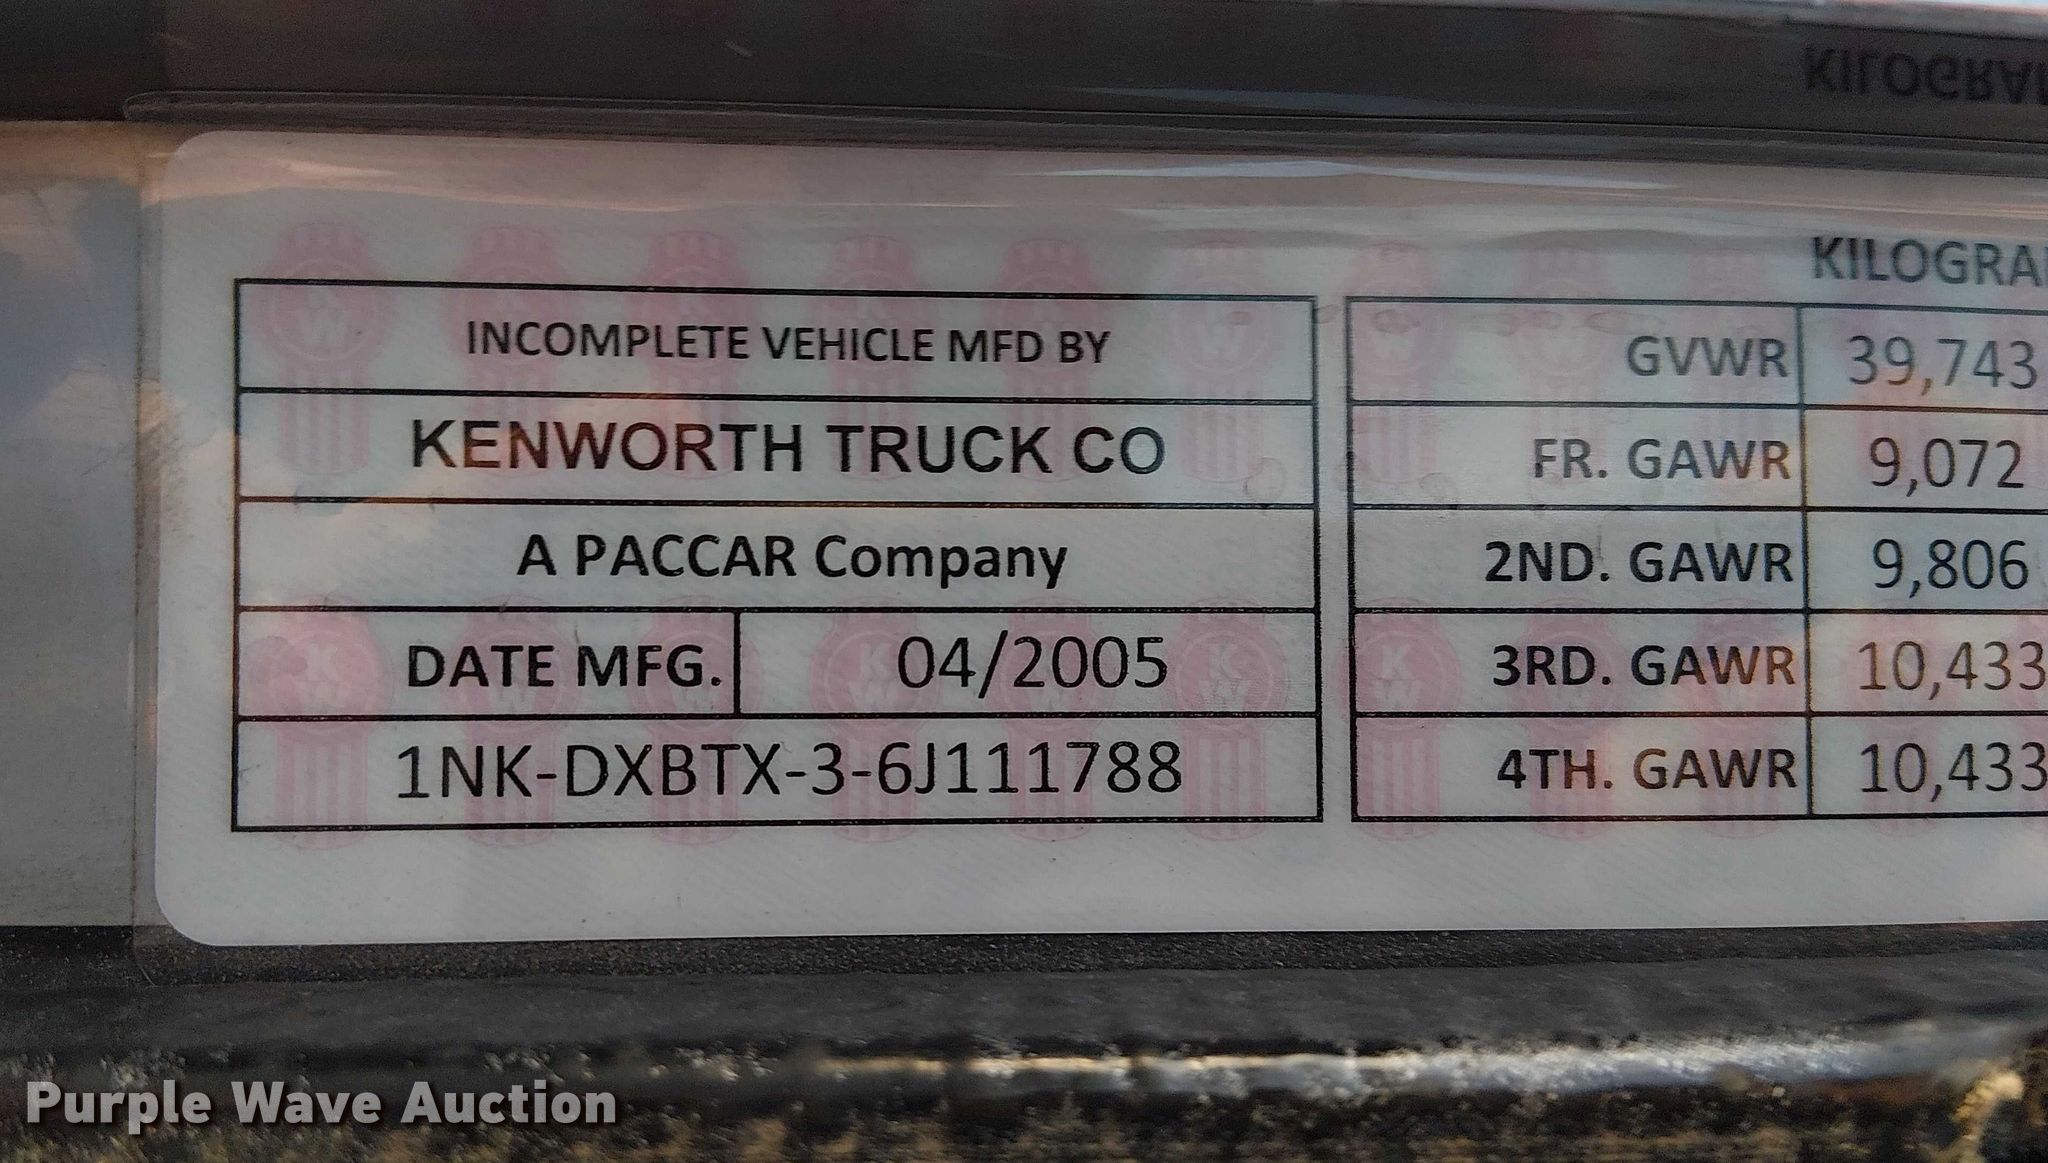 KILOGRA
INCOMPLETE VEHICLE MFD BY
KENWORTH TRUCK CO
A PACCAR Company
DATE MFG. 04/2005
1NK-DXBTX-3-6J111788
GVWR 39,743
FR. GAWR 9,072
2ND. GAWR 9,806
3RD. GAWR 10,433
4TH. GAWR 10,433
Purple Wave Auction